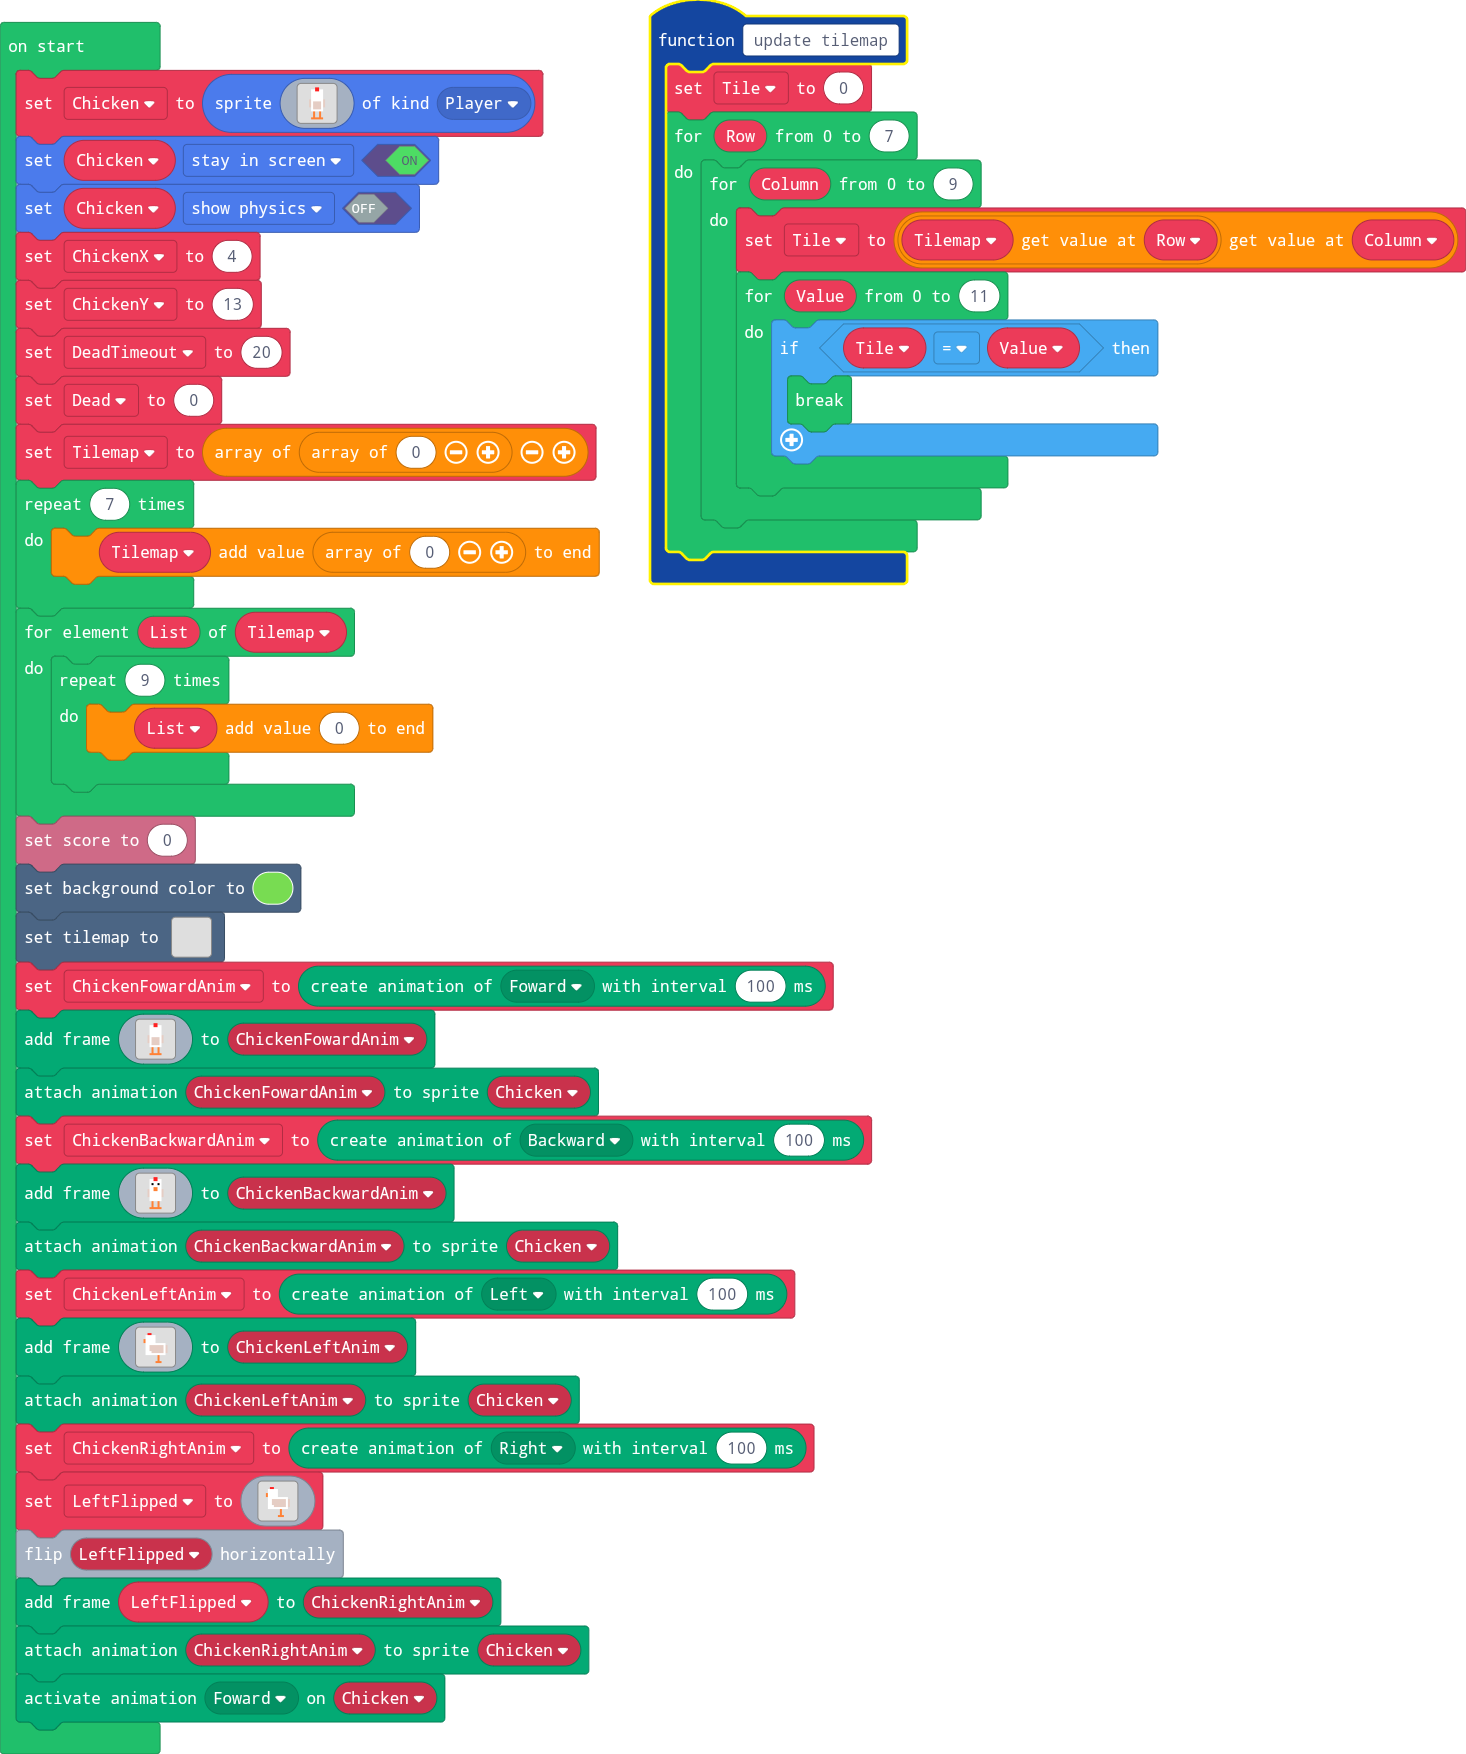 on start
set Chicken to sprite of kind Player
set Chicken stay in screen ON
set Chicken show physics OFF
set ChickenX to 4
set ChickenY to 13
set DeadTimeout to 20
set Dead to 0
set Tilemap to array of array of 0
repeat 7 times
do Tilemap add value array of 0 to end
for element List of Tilemap
do repeat 9 times
do List add value 0 to end
set score to 0
set background color to
set tilemap to
set ChickenFowardAnim to create animation of Foward with interval 100 ms
add frame to ChickenFowardAnim
attach animation ChickenFowardAnim to sprite Chicken
set ChickenBackwardAnim to create animation of Backward with interval 100 ms
add frame to ChickenBackwardAnim
attach animation ChickenBackwardAnim to sprite Chicken
set ChickenLeftAnim to create animation of Left with interval 100 ms
add frame to ChickenLeftAnim
attach animation ChickenLeftAnim to sprite Chicken
set ChickenRightAnim to create animation of Right with interval 100 ms
set LeftFlipped to
flip LeftFlipped horizontally
add frame LeftFlipped to ChickenRightAnim
attach animation ChickenRightAnim to sprite Chicken
activate animation Foward on Chicken
function update tilemap
set Tile to 0
for Row from 0 to 7
do for Column from 0 to 9
do set Tile to Tilemap get value at Row get value at Column
for Value from 0 to 11
do if Tile = Value then
break